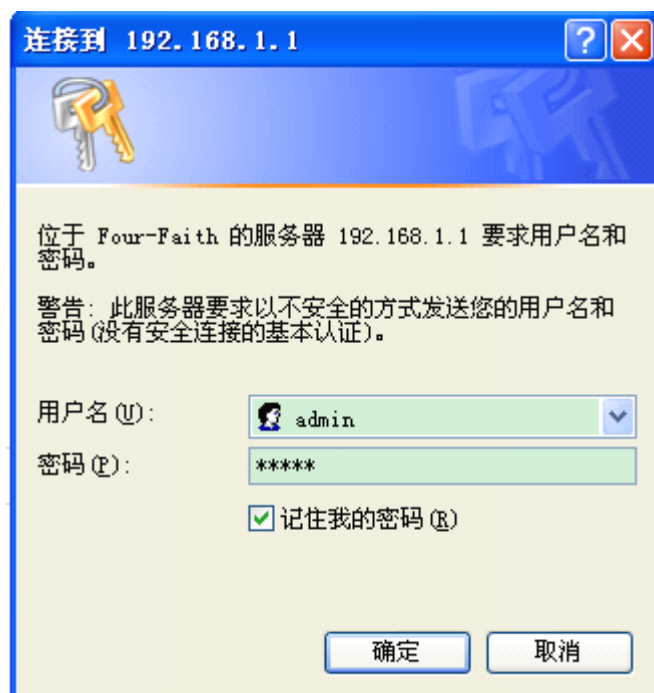 连接到 192.168.1.1
位于 Four-Faith 的服务器 192.168.1.1 要求用户名和
密码。
警告: 此服务器要求以不安全的方式发送您的用户名和
密码(没有安全连接的基本认证)。
用户名(U): admin
密码(P): *****
记住我的密码(R)
确定 取消